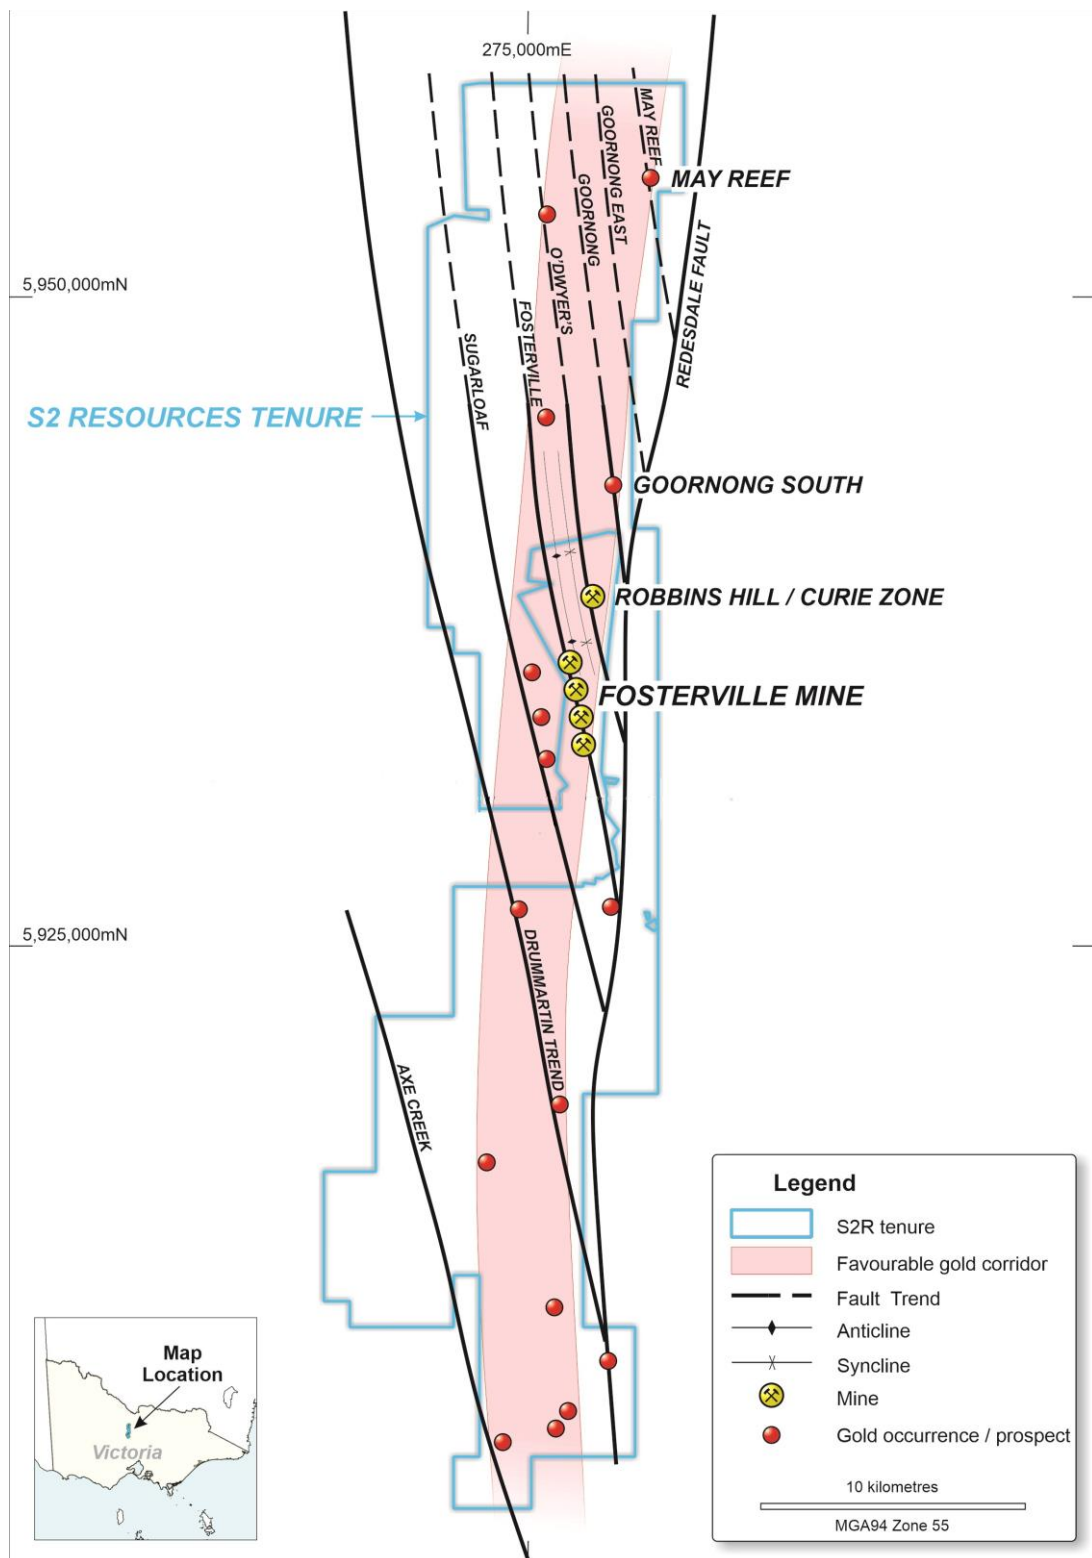 275,000mE
MAY REEF
GOORNONG EAST
GOORNONG
MAY REEF
O'DWYER'S
REDESDALE FAULT
5,950,000mN
FOSTERVILLE
SUGARLOAF
S2 RESOURCES TENURE
GOORNONG SOUTH
ROBBINS HILL / CURIE ZONE
FOSTERVILLE MINE
5,925,000mN
DRUMMARTIN TREND
AXE CREEK
Legend
S2R tenure
Favourable gold corridor
Fault Trend
Anticline
Syncline
Mine
Gold occurrence / prospect
10 kilometres
MGA94 Zone 55
Map
Location
Victoria